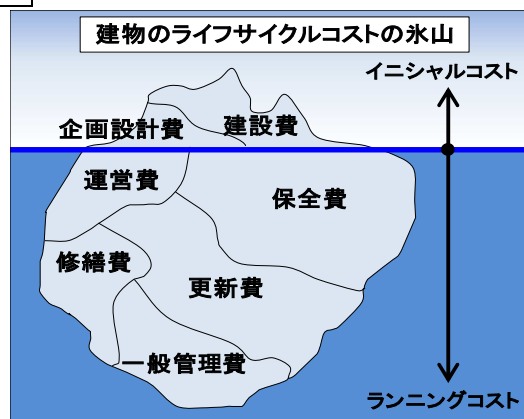 建物のライフサイクルコストの氷山
イニシャルコスト
企画設計費
建設費
運営費
保全費
修繕費
更新費
一般管理費
ランニングコスト